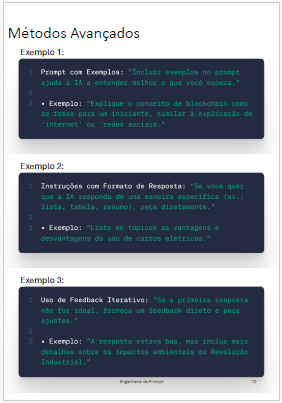 Métodos Avançados
Exemplo 1:
1 Prompt com Exemplos: "Incluir exemplos no prompt
ajuda a IA a entender melhor o que você espera."
2
3 • Exemplo: "Explique o conceito de blockchain como
se fosse para um iniciante, similar à explicação de
'internet' ou 'redes sociais."
Exemplo 2:
1 Instruções com Formato de Resposta: "Se você quer
que a IA responda de uma maneira específica (ex.:
lista, tabela, resumo), peça diretamente."
2
3 • Exemplo: "Liste em tópicos as vantagens e
desvantagens do uso de carros elétricos."
Exemplo 3:
1 Uso de Feedback Iterativo: "Se a primeira resposta
não for ideal, forneça um feedback direto e peça
ajustes."
2
3 • Exemplo: "A resposta estava boa, mas inclua mais
detalhes sobre os impactos ambientais da Revolução
Industrial."
Engenharia de Prompt 12